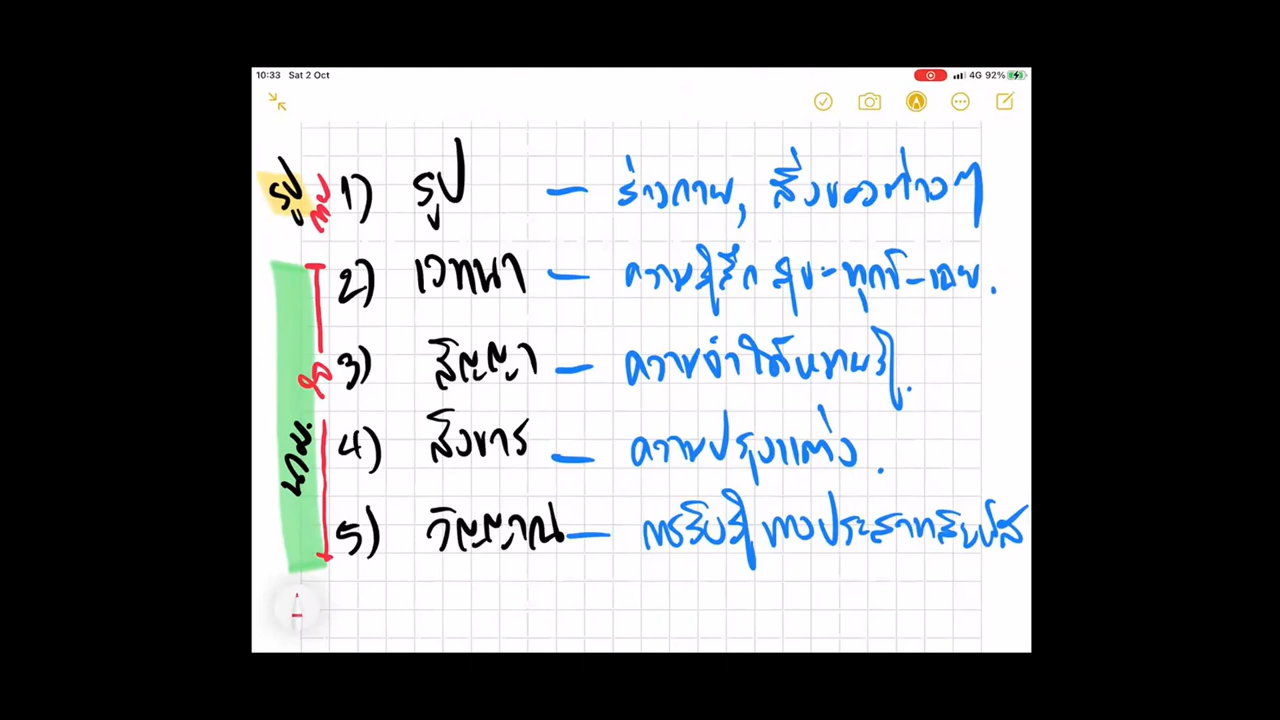 10:33 Sat 2 Oct 4G 92%
รูป กาย 1) รูป — ร่างกาย, สิ่งของต่างๆ
2) เวทนา — ความรู้สึก สุข-ทุกข์-เฉย.
3) สัญญา — ความจำได้หมายรู้.
ใจ
4) สังขาร — ความปรุงแต่ง.
นาม.
5) วิญญาณ — การรับรู้ทางประสาทสัมผัส